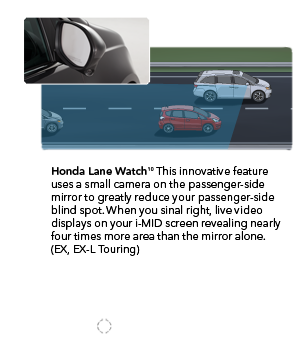 Honda Lane Watch¹⁰ This innovative feature
uses a small camera on the passenger-side
mirror to greatly reduce your passenger-side
blind spot. When you sinal right, live video
displays on your i-MID screen revealing nearly
four times more area than the mirror alone.
(EX, EX-L Touring)